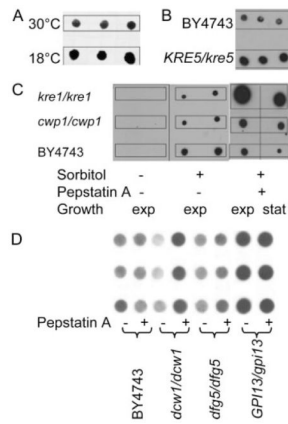 A
30°C
18°C
B
BY4743
KRE5/kre5
C
kre1/kre1
cwp1/cwp1
BY4743
Sorbitol - + +
Pepstatin A - - +
Growth exp exp exp stat
D
Pepstatin A - + - + - + - +
BY4743
dcw1/dcw1
dfg5/dfg5
GPI13/gpi13